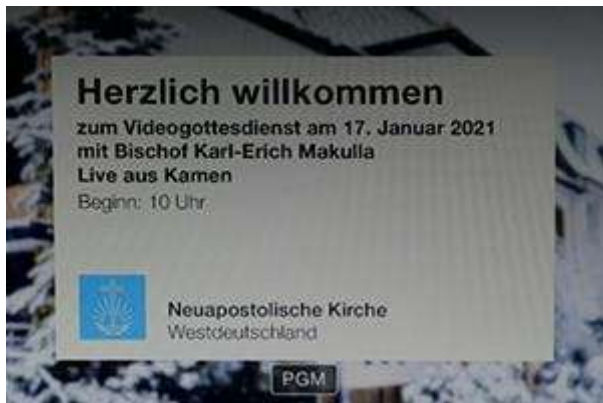 Herzlich willkommen
zum Videogottesdienst am 17. Januar 2021
mit Bischof Karl-Erich Makulla
Live aus Kamen
Beginn: 10 Uhr
Neuapostolische Kirche
Westdeutschland
PGM